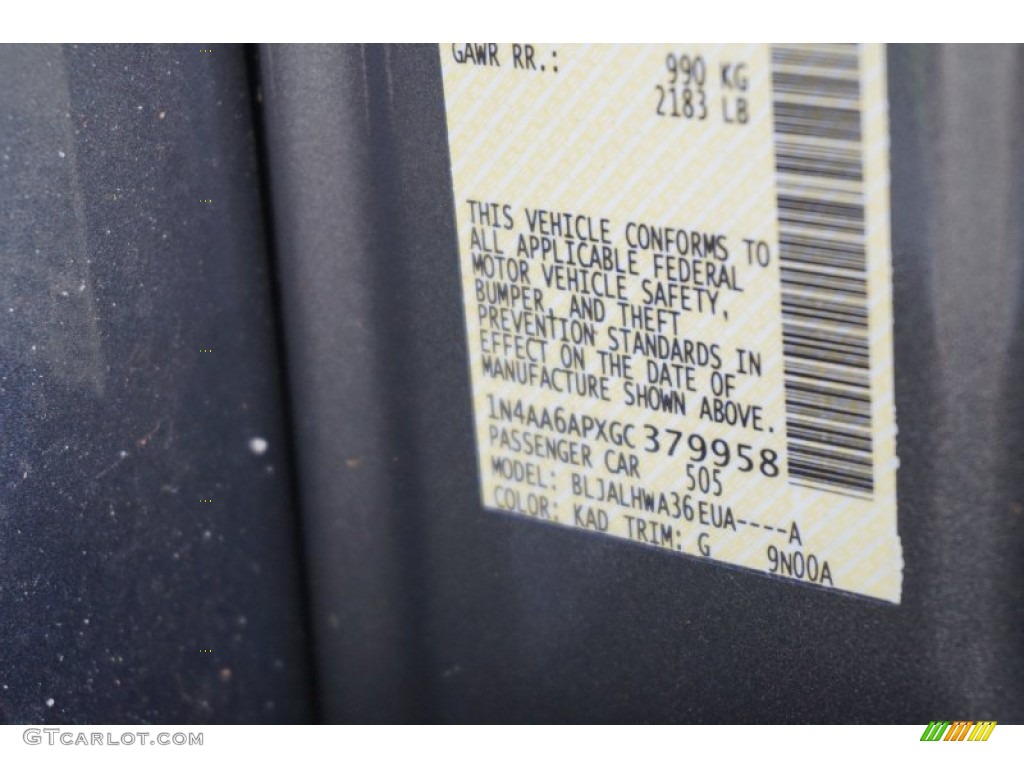 GAWR RR.: 990 KG
2183 LB
THIS VEHICLE CONFORMS TO
ALL APPLICABLE FEDERAL
MOTOR VEHICLE SAFETY,
BUMPER, AND THEFT
PREVENTION STANDARDS IN
EFFECT ON THE DATE OF
MANUFACTURE SHOWN ABOVE.
1N4AA6APXGC379958
PASSENGER CAR 505
MODEL: BLJALHWA36EUA----A
COLOR: KAD TRIM: G 9N00A
GTCARLOT.COM